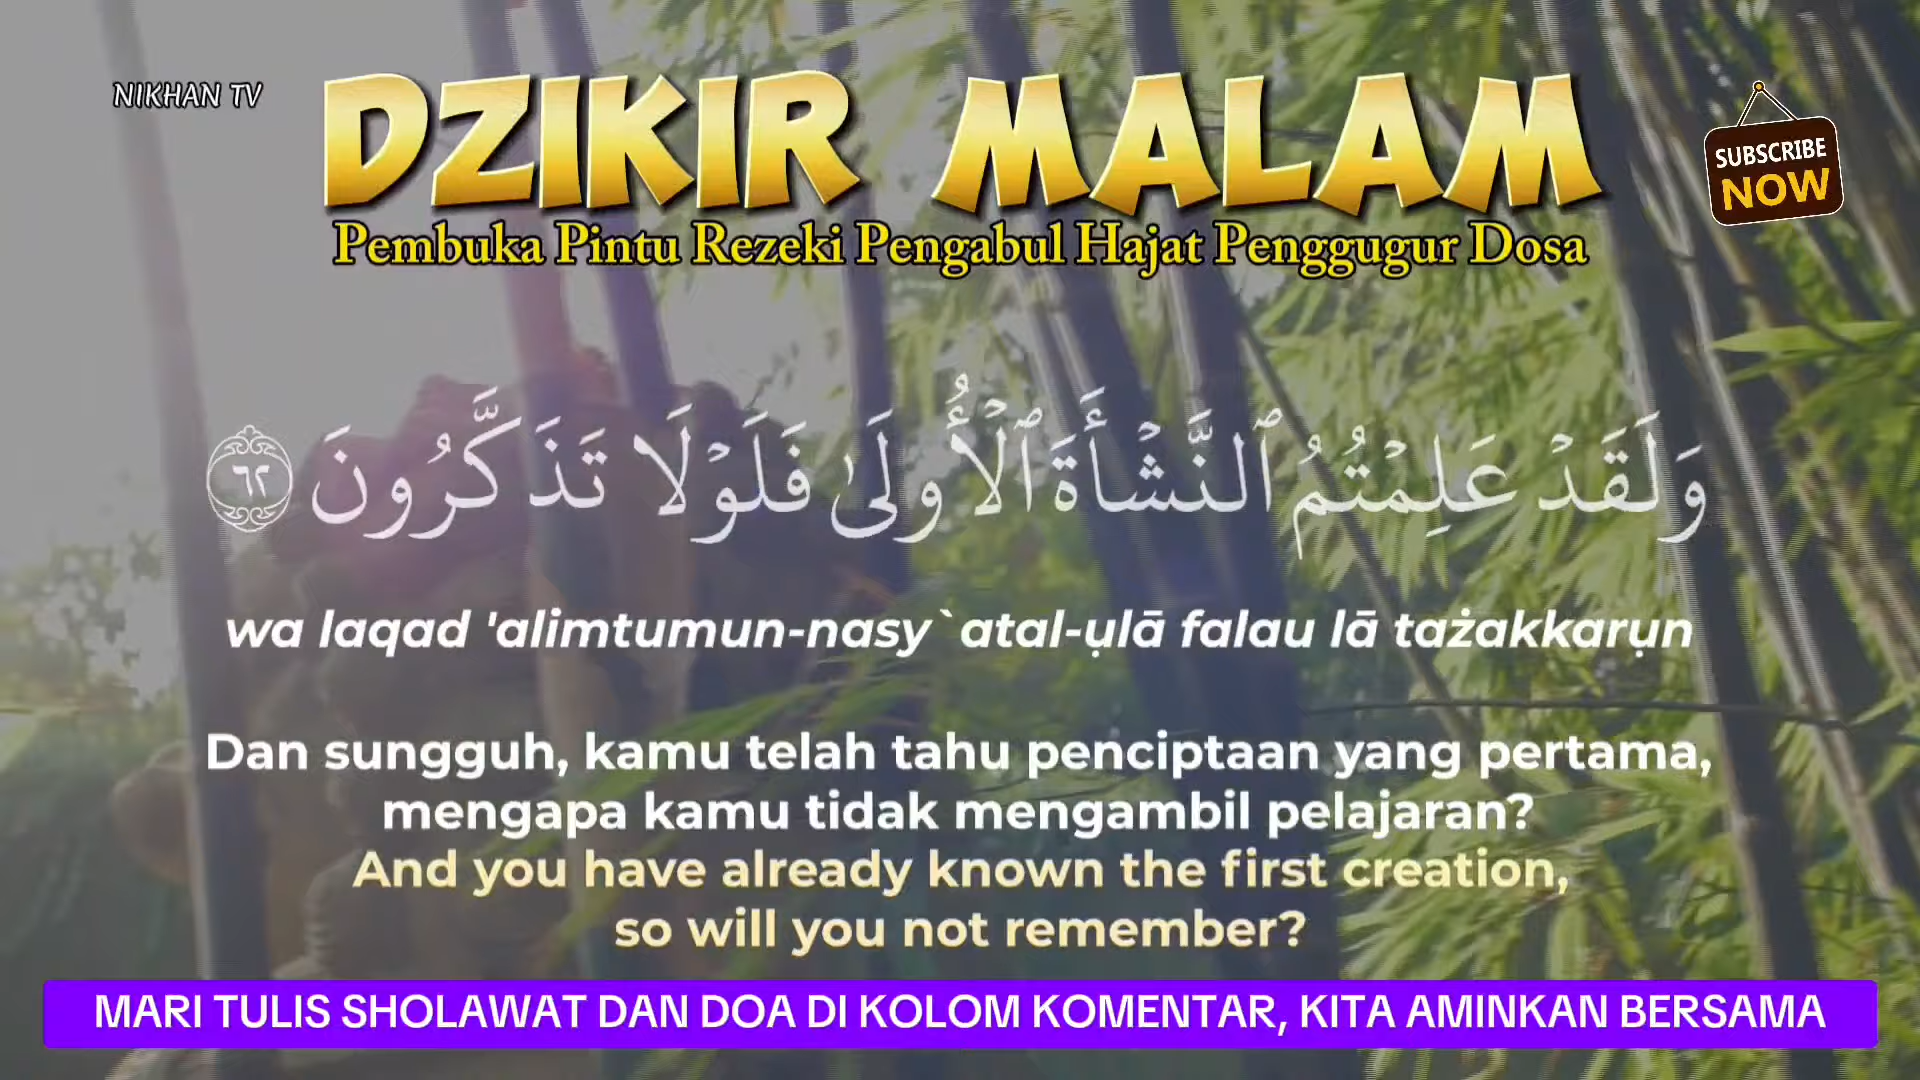 NIKHAN TV
DZIKIR MALAM
SUBSCRIBE
NOW
Pembuka Pintu Rezeki Pengabul Hajat Penggugur Dosa
وَلَقَدْ عَلِمْتُمُ ٱلنَّشْأَةَ ٱلْأُولَىٰ فَلَوْلَا تَذَكَّرُونَ ٦٢
wa laqad 'alimtumun-nasy`atal-ụlā falau lā tażakkarụn
Dan sungguh, kamu telah tahu penciptaan yang pertama,
mengapa kamu tidak mengambil pelajaran?
And you have already known the first creation,
so will you not remember?
MARI TULIS SHOLAWAT DAN DOA DI KOLOM KOMENTAR, KITA AMINKAN BERSAMA